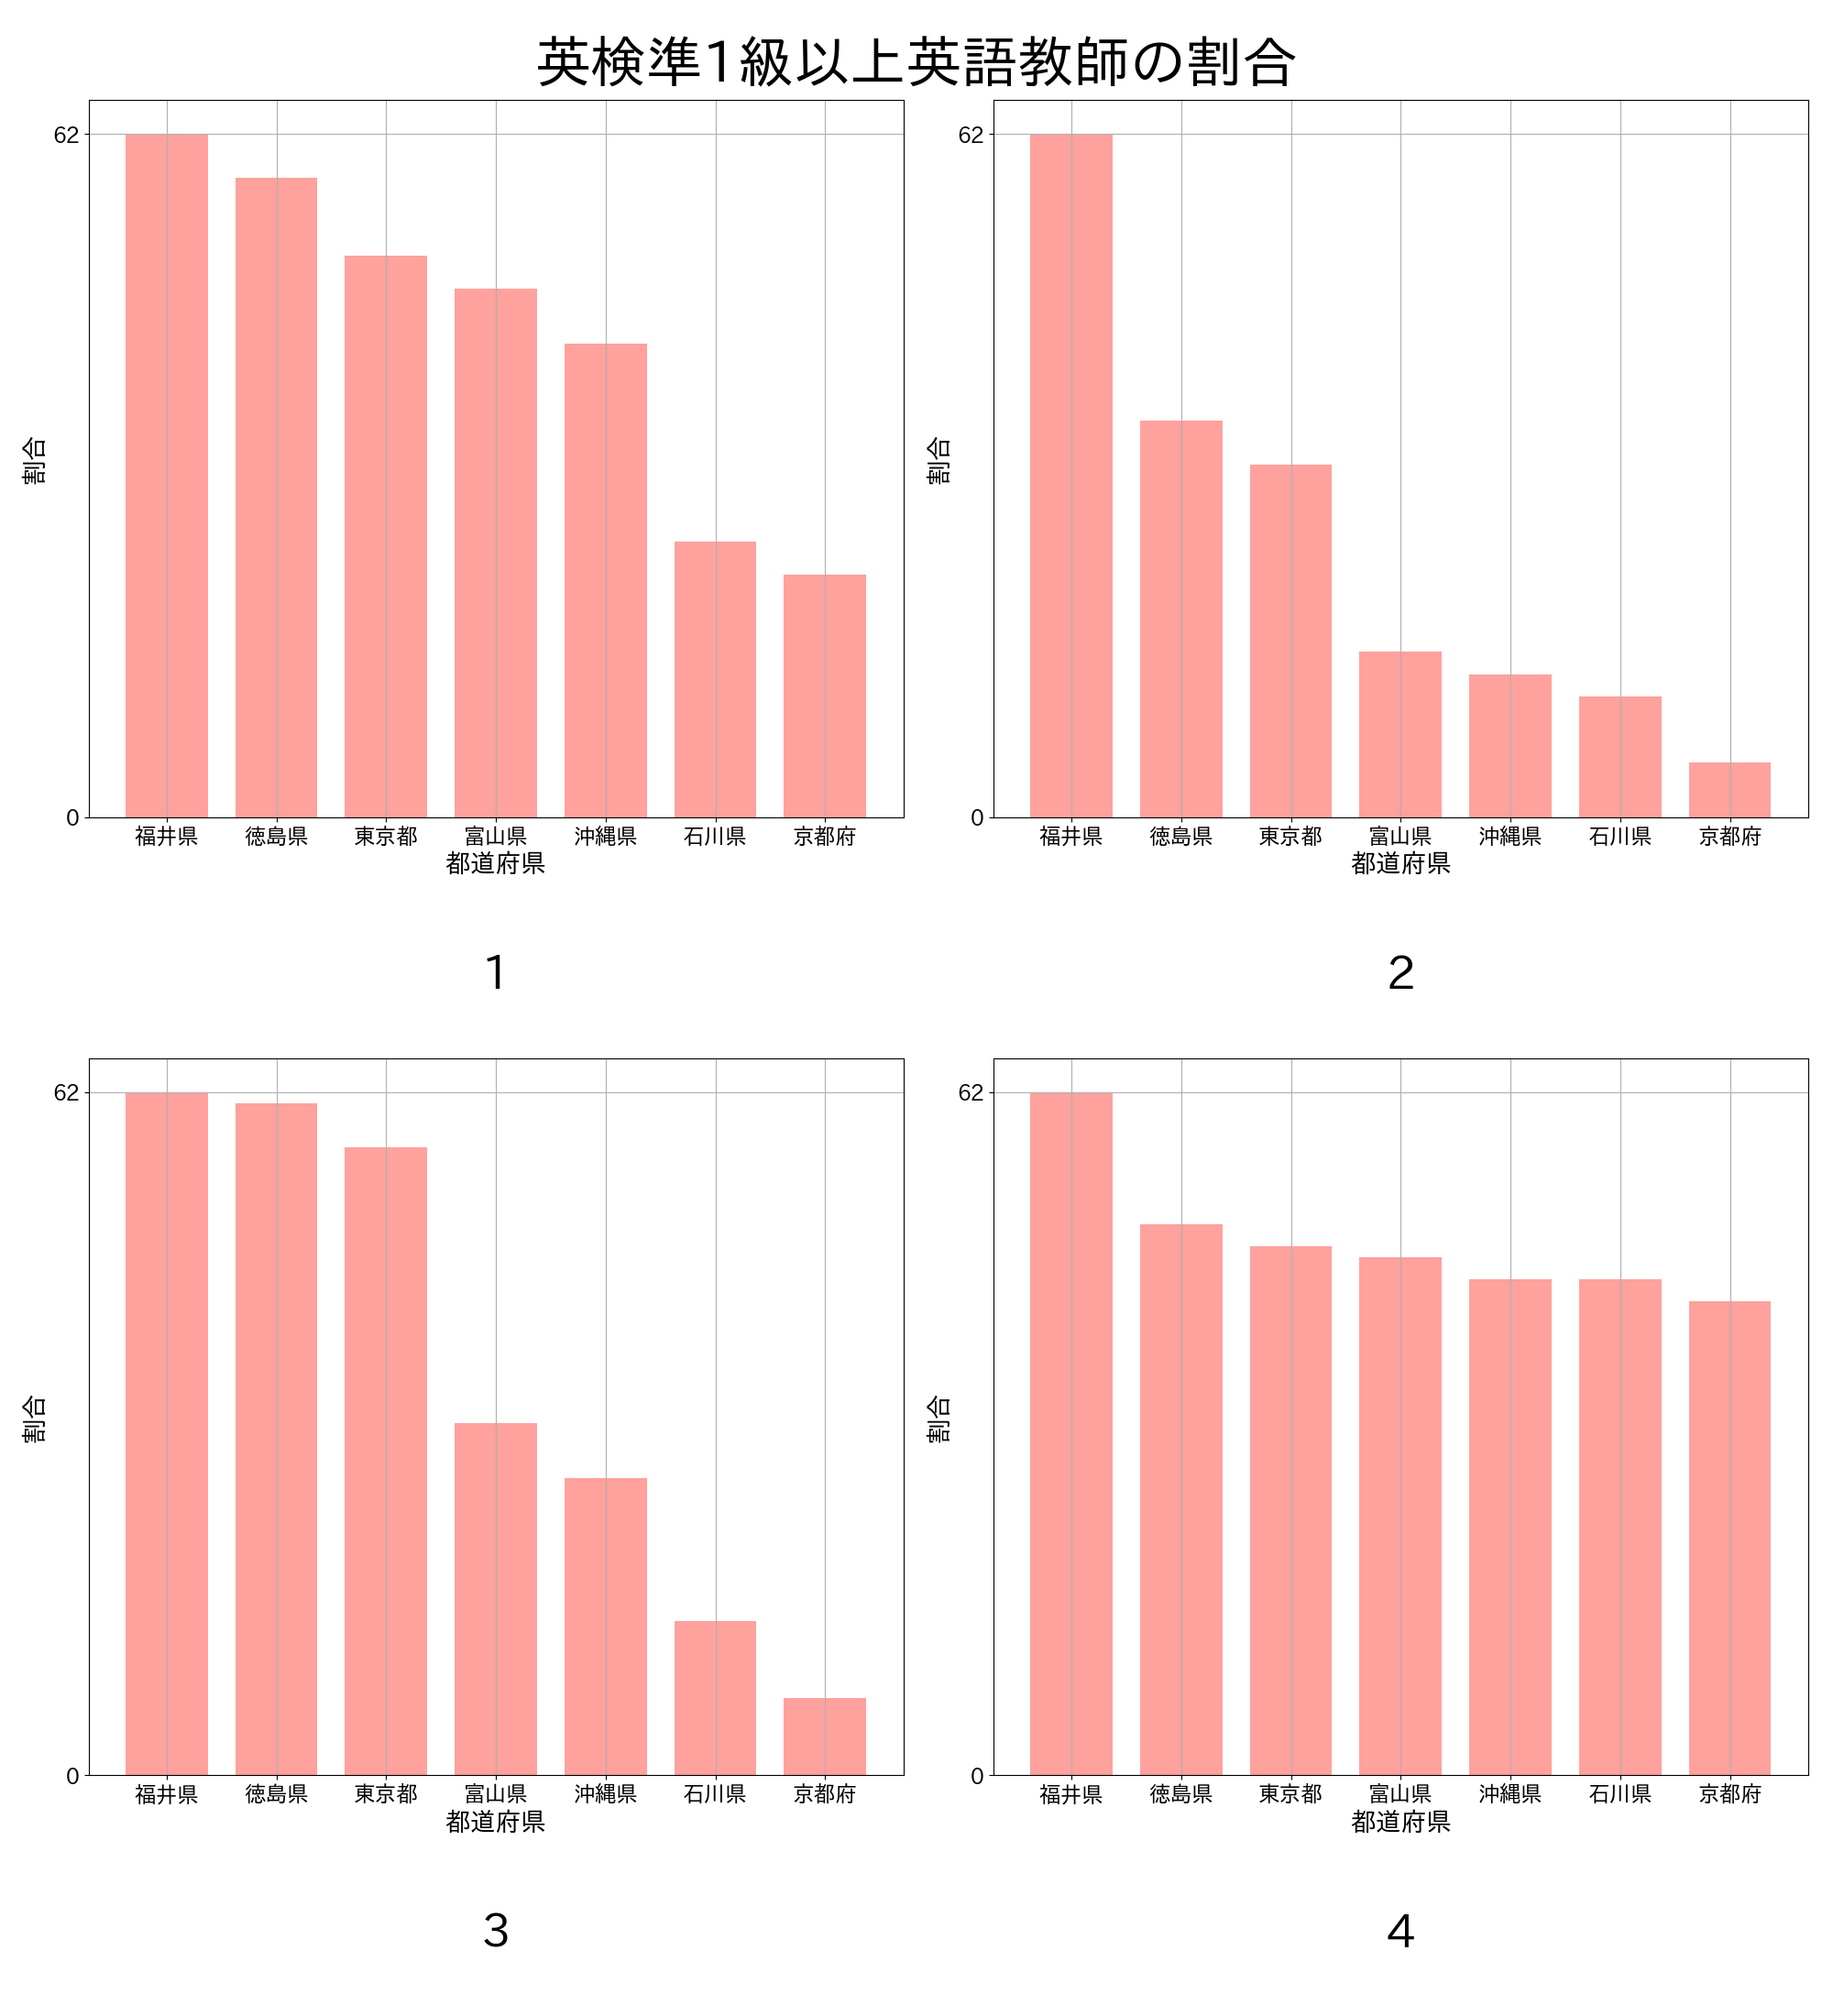 英検準1級以上英語教師の割合
62
0
割合
福井県 徳島県 東京都 富山県 沖縄県 石川県 京都府
都道府県
1
62
0
割合
福井県 徳島県 東京都 富山県 沖縄県 石川県 京都府
都道府県
2
62
0
割合
福井県 徳島県 東京都 富山県 沖縄県 石川県 京都府
都道府県
3
62
0
割合
福井県 徳島県 東京都 富山県 沖縄県 石川県 京都府
都道府県
4